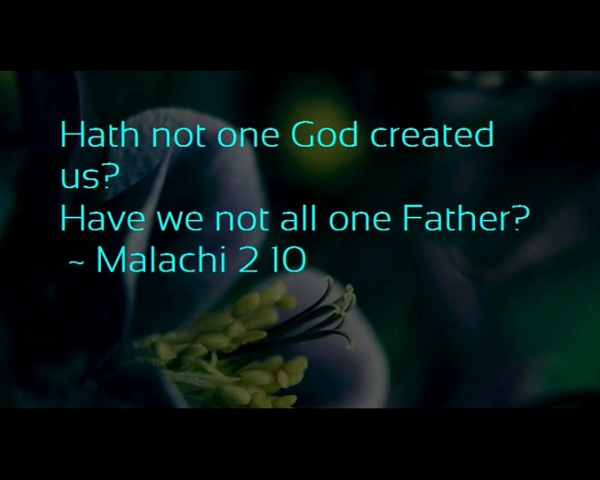 Hath not one God created
us?
Have we not all one Father?
~ Malachi 2 10